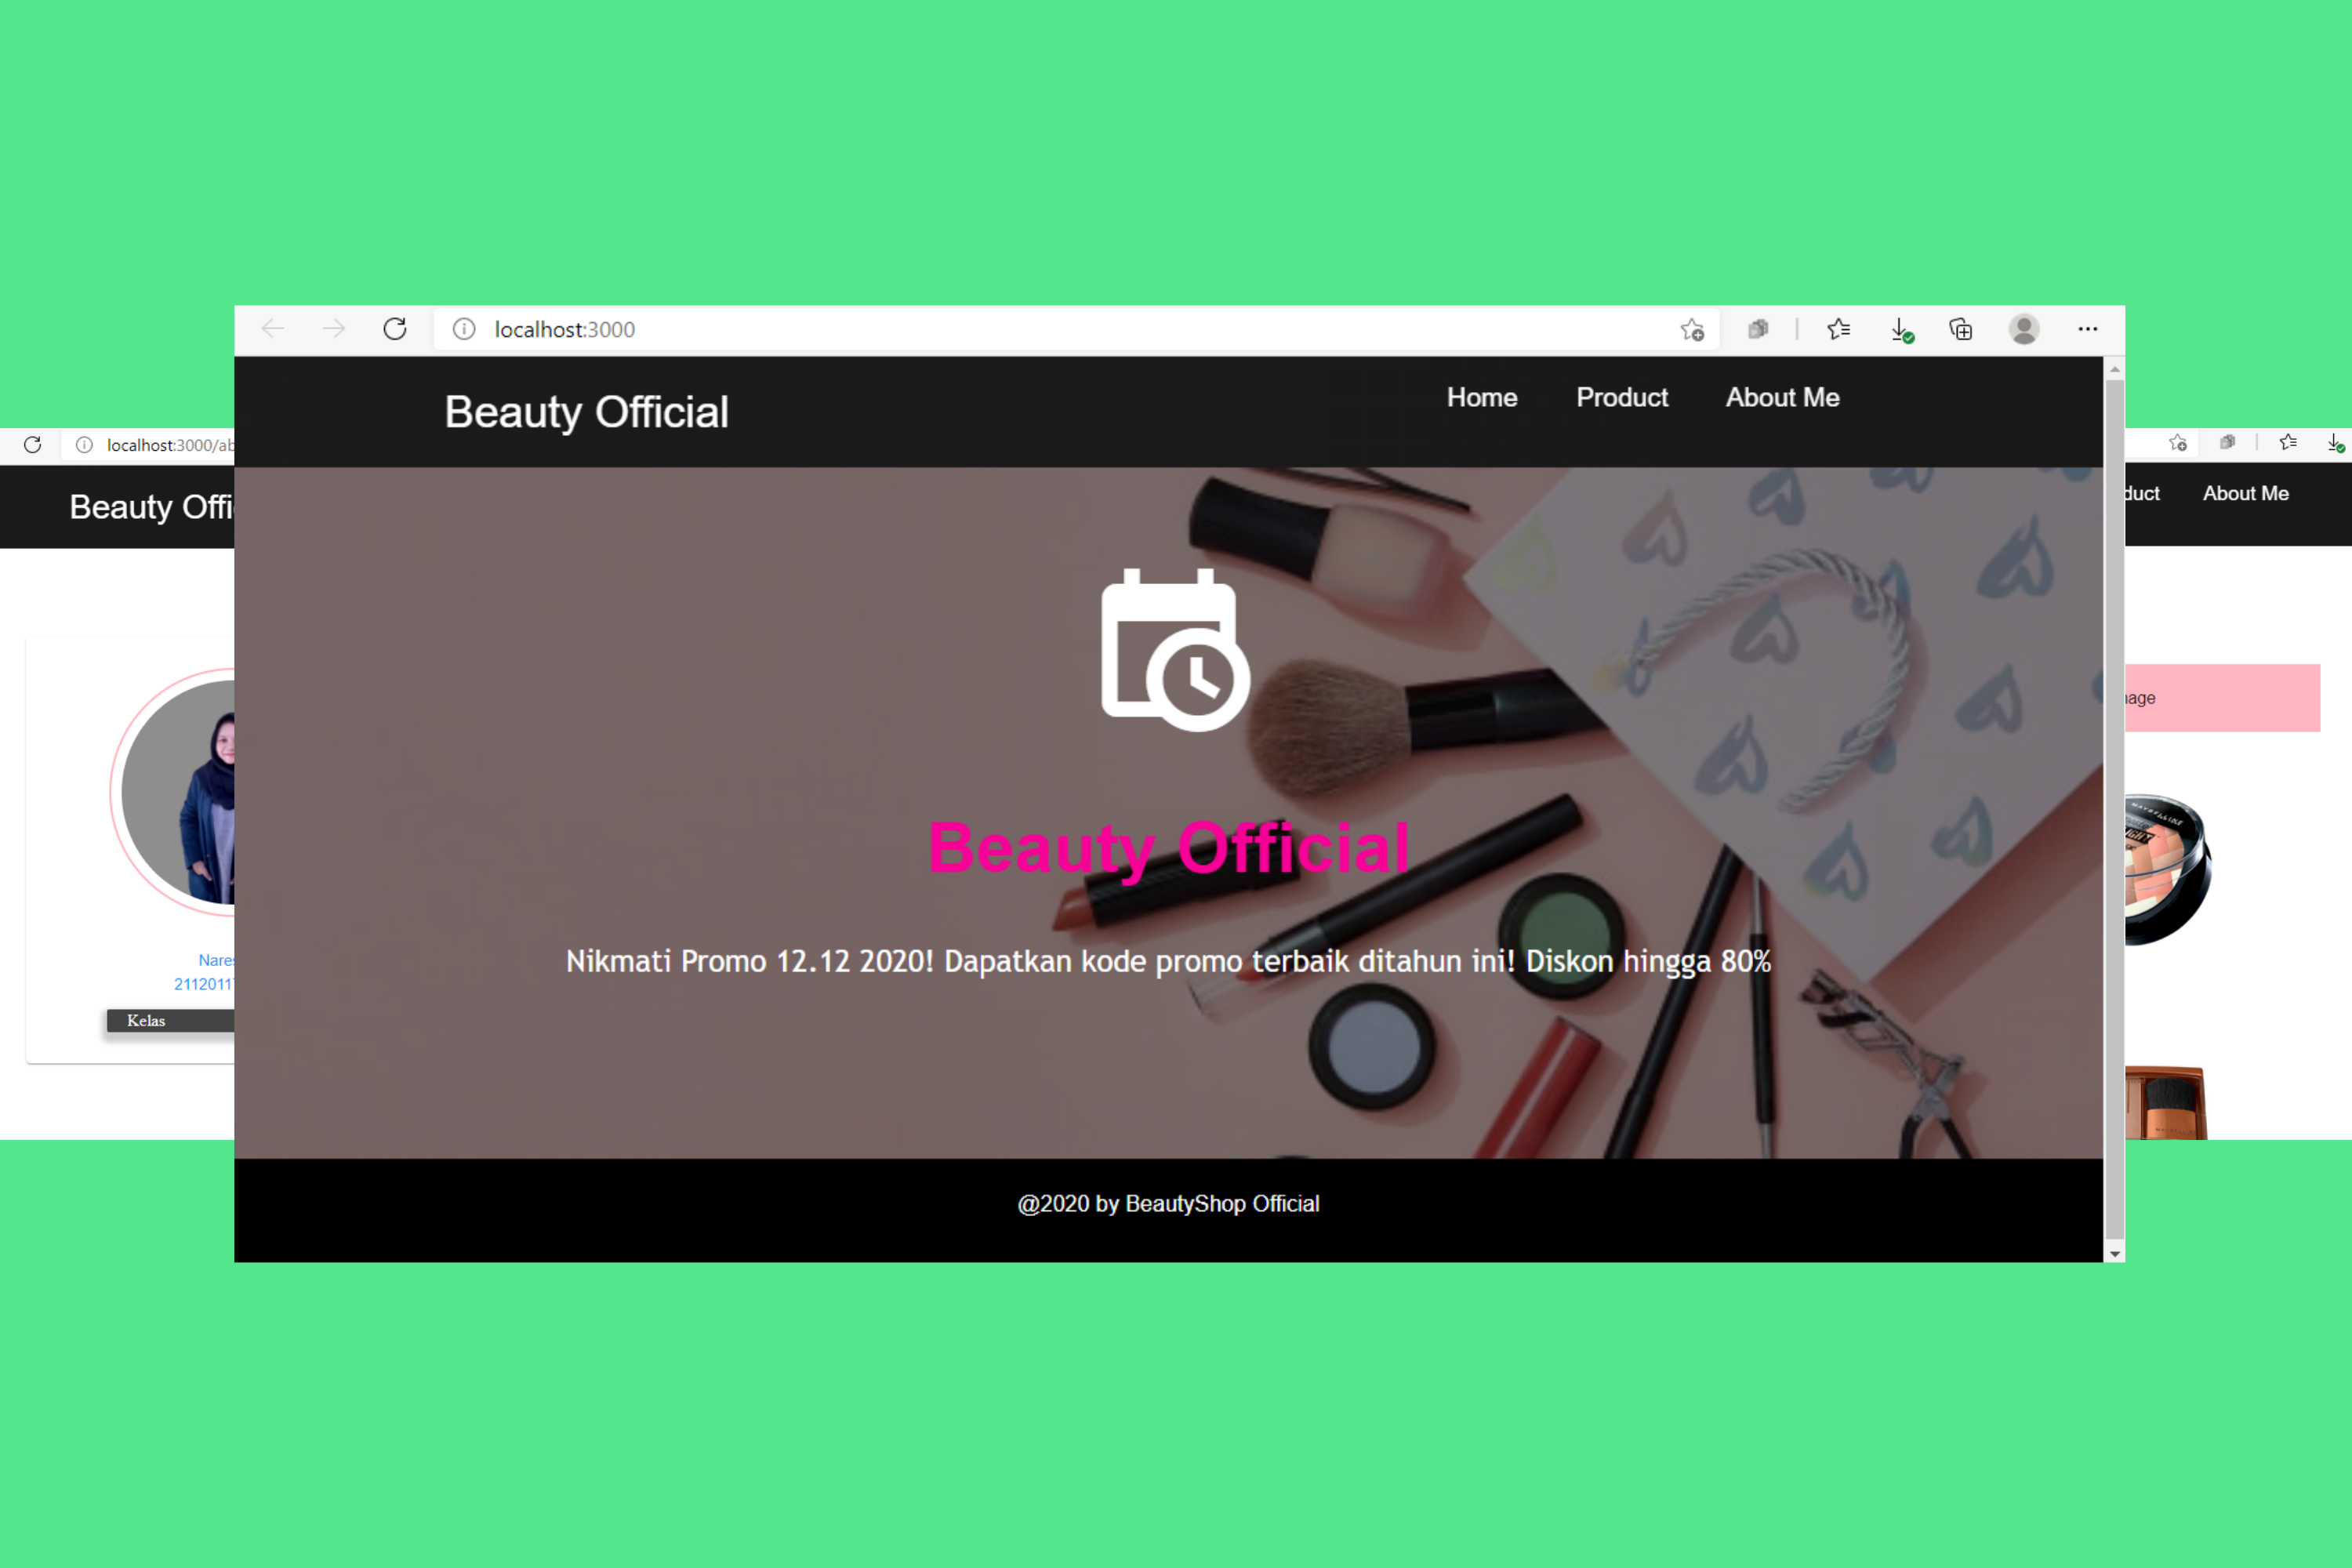 localhost:3000
Beauty Official
Home Product About Me
Beauty Official
Nikmati Promo 12.12 2020! Dapatkan kode promo terbaik ditahun ini! Diskon hingga 80%
@2020 by BeautyShop Official
localhost:3000/ab
Beauty Offi
Nares
2112011
Kelas
duct About Me
age
MAYBELLINE